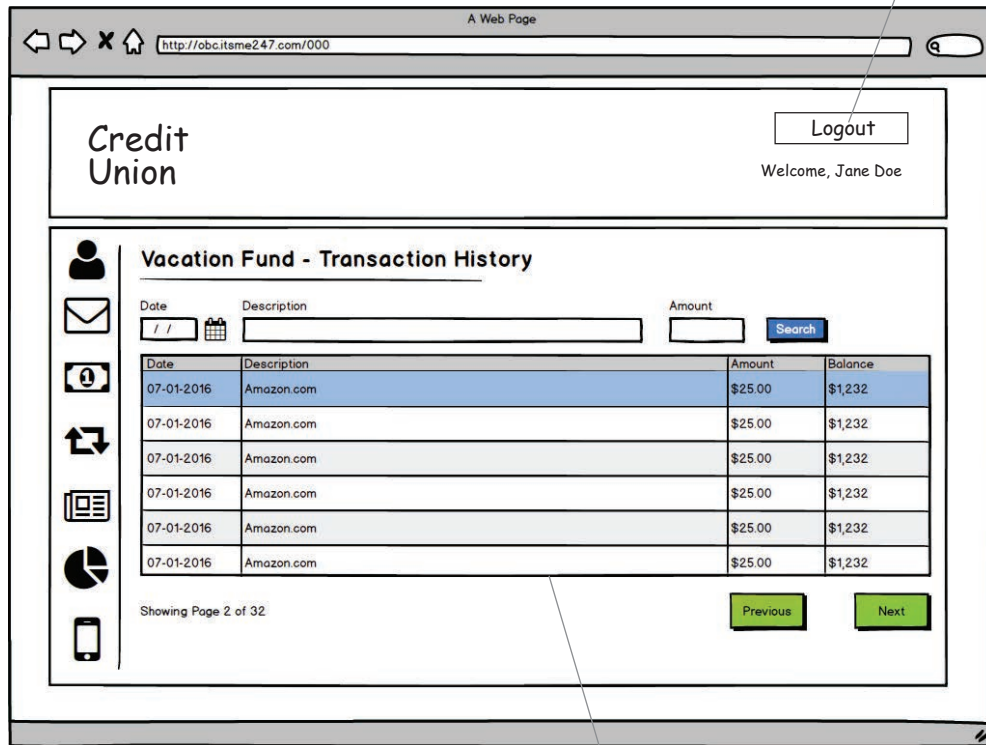 A Web Page
http://obc.itsme247.com/000
Credit
Union
Logout
Welcome, Jane Doe
Vacation Fund - Transaction History
Date Description Amount
/ / Search
Date Description Amount Balance
07-01-2016 Amazon.com $25.00 $1,232
07-01-2016 Amazon.com $25.00 $1,232
07-01-2016 Amazon.com $25.00 $1,232
07-01-2016 Amazon.com $25.00 $1,232
07-01-2016 Amazon.com $25.00 $1,232
07-01-2016 Amazon.com $25.00 $1,232
Showing Page 2 of 32 Previous Next